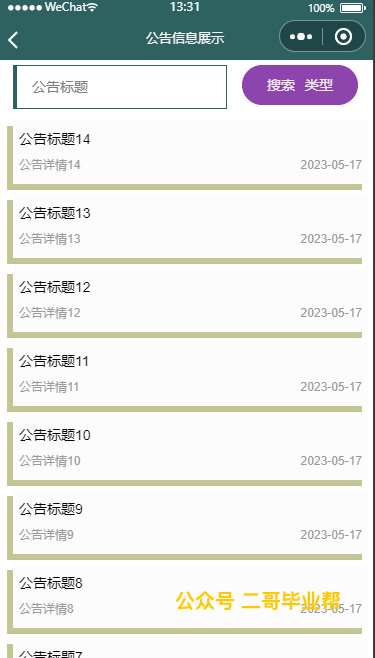 WeChat 13:31 100%
公告信息展示
公告标题 搜索 类型
公告标题14
公告详情14 2023-05-17
公告标题13
公告详情13 2023-05-17
公告标题12
公告详情12 2023-05-17
公告标题11
公告详情11 2023-05-17
公告标题10
公告详情10 2023-05-17
公告标题9
公告详情9 2023-05-17
公告标题8
公众号 二哥毕业帮
公告详情8 2023-05-17
公告标题7